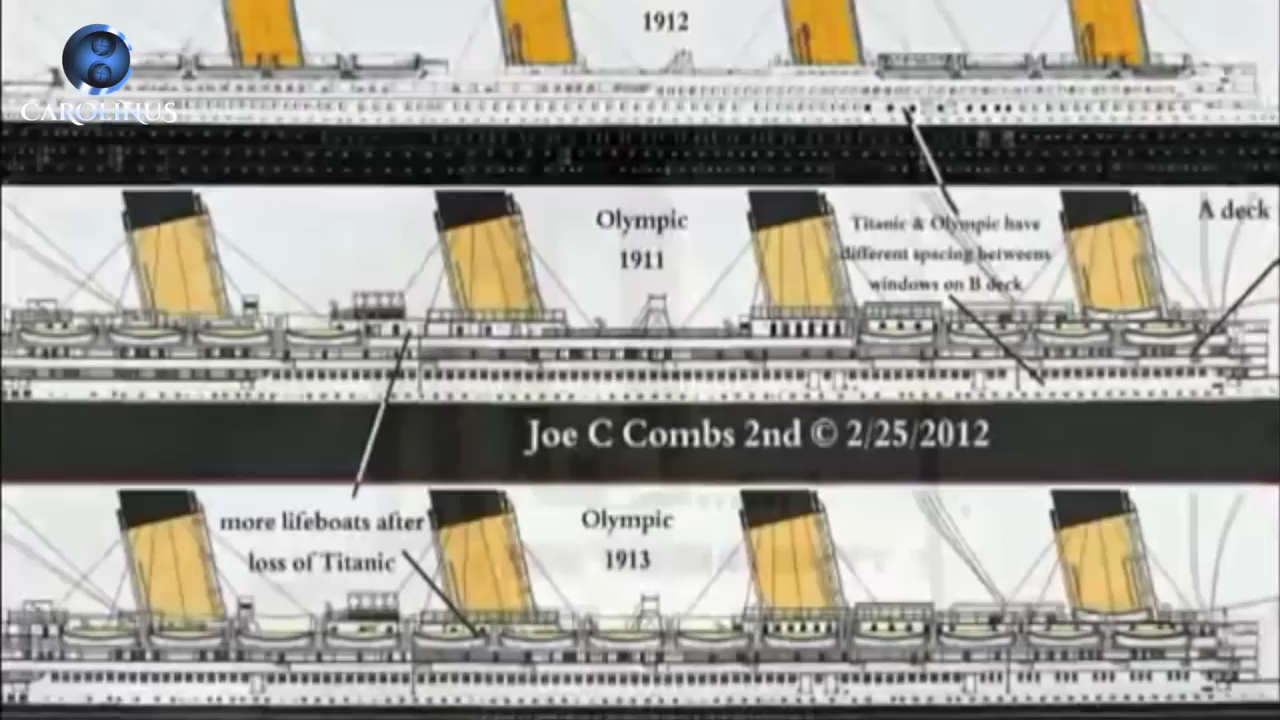 1912
CAROLINUS
Olympic
1911
Titanic & Olympic have
different spacing betweens
windows on B deck
A deck
Joe C Combs 2nd © 2/25/2012
more lifeboats after
loss of Titanic
Olympic
1913